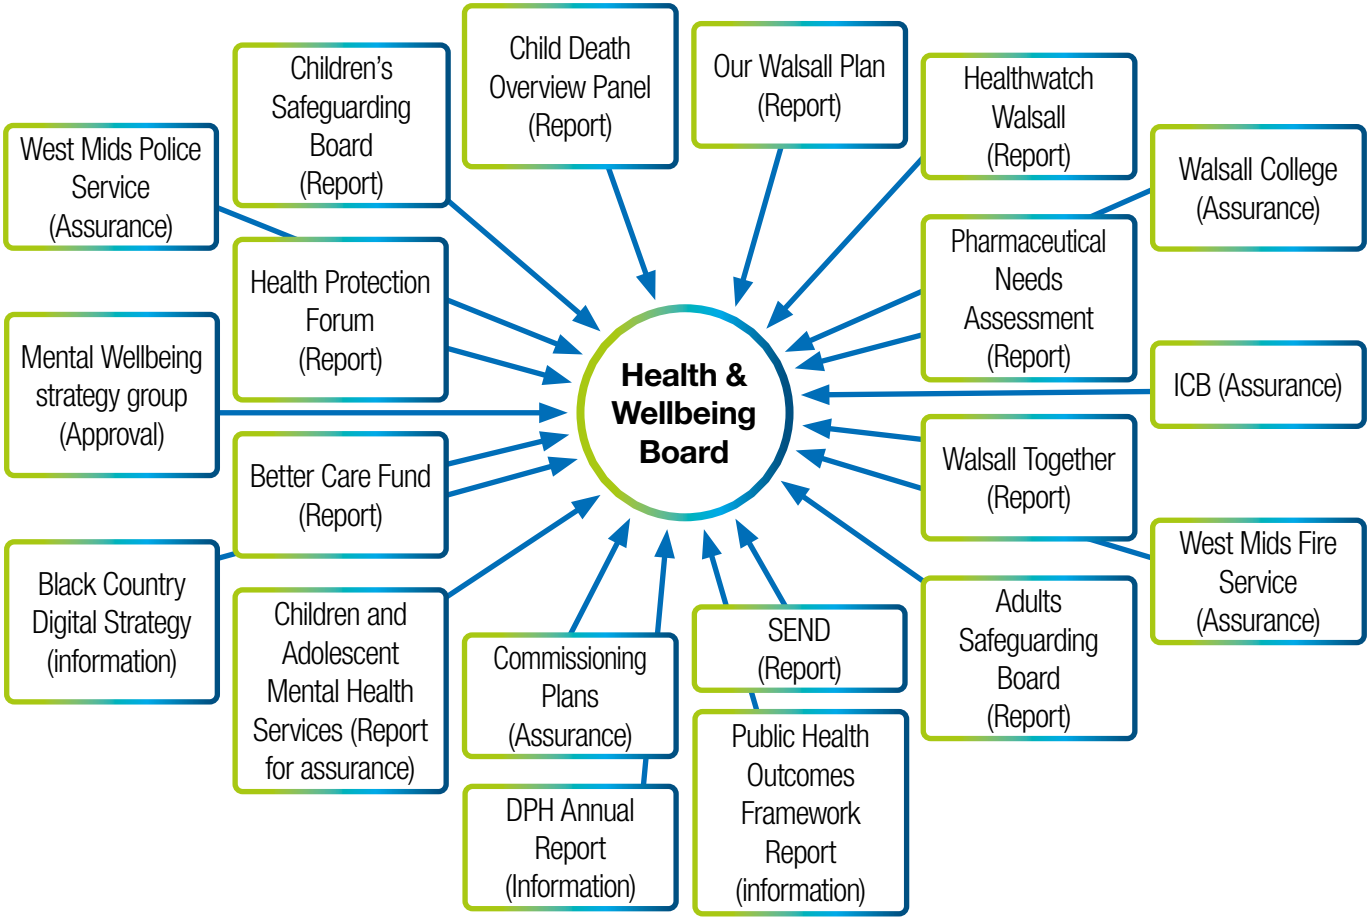 Child Death
Overview Panel
(Report)
Our Walsall Plan
(Report)
Children’s
Safeguarding
Board
(Report)
Healthwatch
Walsall
(Report)
West Mids Police
Service
(Assurance)
Walsall College
(Assurance)
Health Protection
Forum
(Report)
Pharmaceutical
Needs
Assessment
(Report)
Mental Wellbeing
strategy group
(Approval)
Health &
Wellbeing
Board
ICB (Assurance)
Better Care Fund
(Report)
Walsall Together
(Report)
Black Country
Digital Strategy
(information)
West Mids Fire
Service
(Assurance)
Children and
Adolescent
Mental Health
Services (Report
for assurance)
Commissioning
Plans
(Assurance)
SEND
(Report)
Adults
Safeguarding
Board
(Report)
DPH Annual
Report
(Information)
Public Health
Outcomes
Framework
Report
(information)